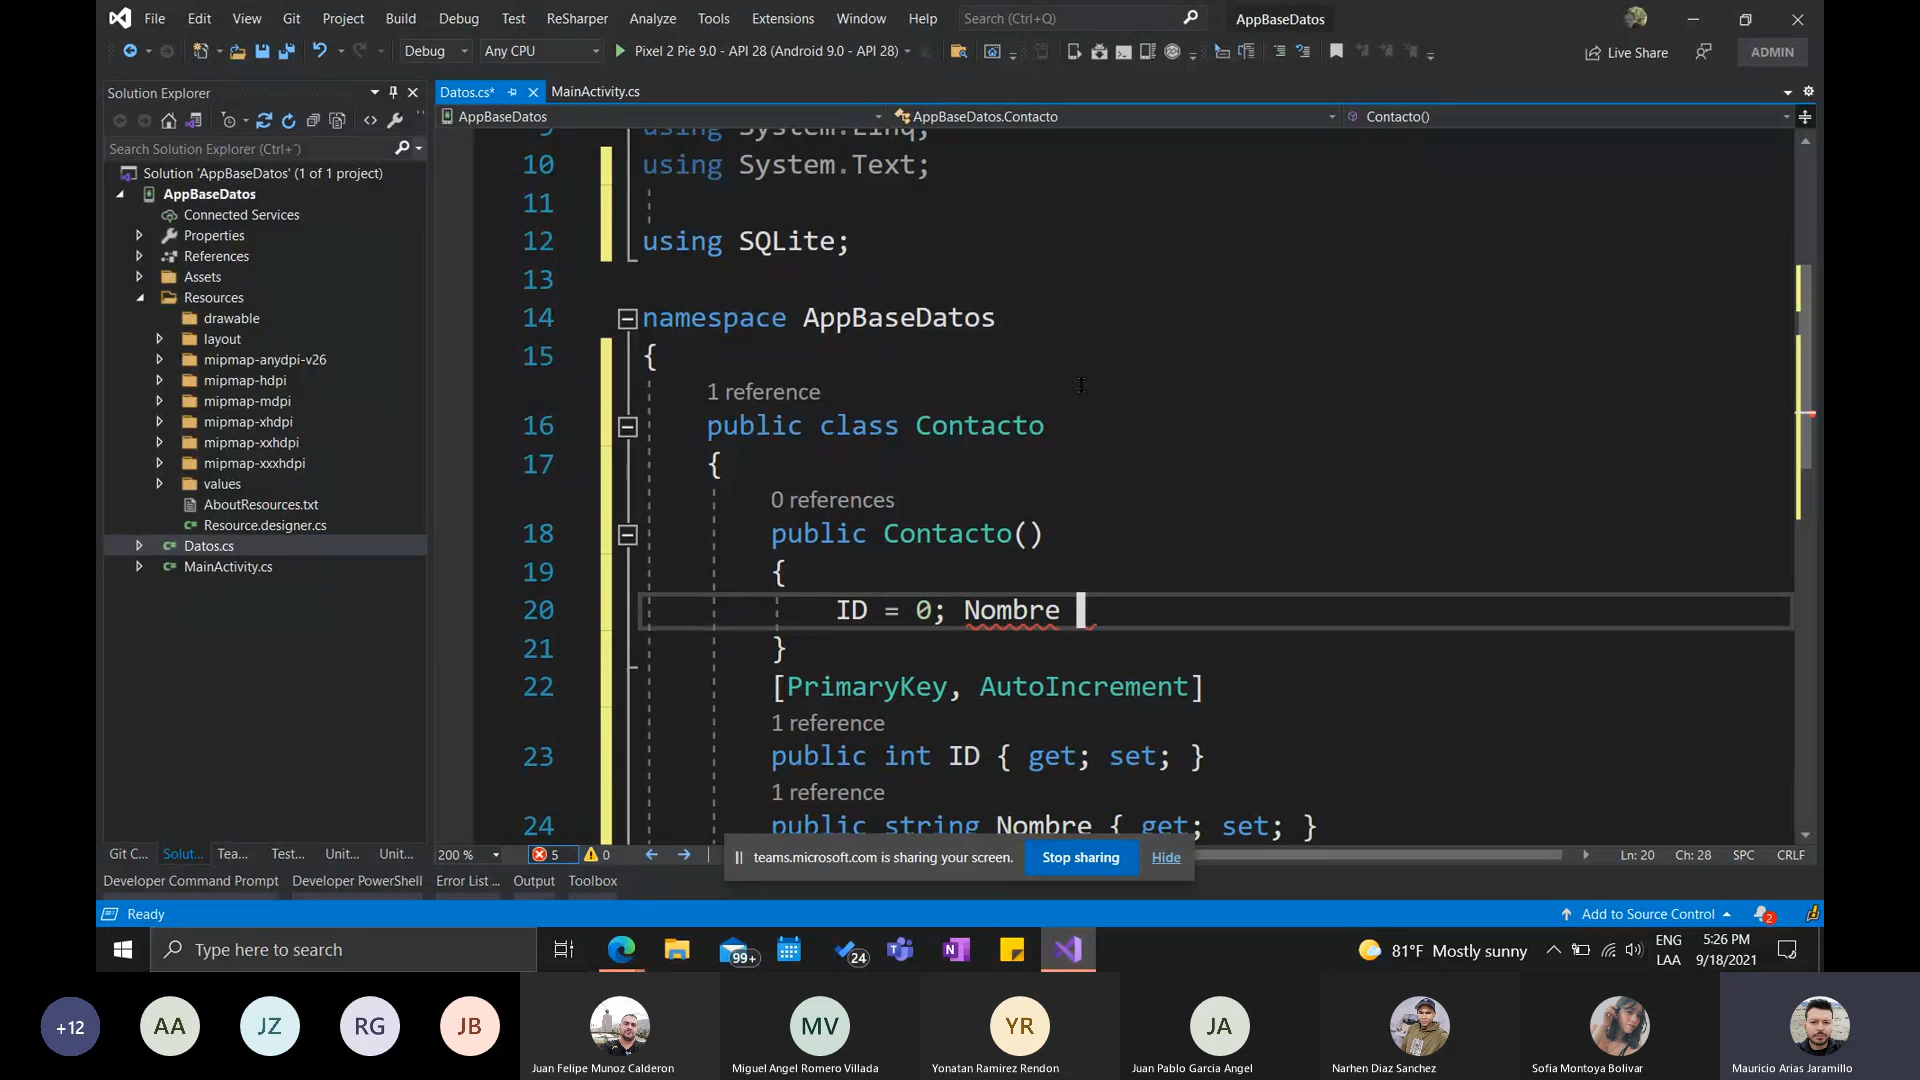 File Edit View Git Project Build Debug Test ReSharper Analyze Tools Extensions Window Help Search (Ctrl+Q) AppBaseDatos
Debug Any CPU Pixel 2 Pie 9.0 - API 28 (Android 9.0 - API 28) Live Share ADMIN
Solution Explorer
Datos.cs* MainActivity.cs
AppBaseDatos AppBaseDatos.Contacto Contacto()
Search Solution Explorer (Ctrl+¨)
Solution 'AppBaseDatos' (1 of 1 project)
AppBaseDatos
Connected Services
Properties
References
Assets
Resources
drawable
layout
mipmap-anydpi-v26
mipmap-hdpi
mipmap-mdpi
mipmap-xhdpi
mipmap-xxhdpi
mipmap-xxxhdpi
values
AboutResources.txt
Resource.designer.cs
Datos.cs
MainActivity.cs
9 using System.Linq;
10 using System.Text;
11
12 using SQLite;
13
14 namespace AppBaseDatos
15 {
1 reference
16 public class Contacto
17 {
0 references
18 public Contacto()
19 {
20 ID = 0; Nombre
21 }
22 [PrimaryKey, AutoIncrement]
1 reference
23 public int ID { get; set; }
1 reference
24 public string Nombre { get; set; }
Git C... Solut... Tea... Test... Unit... Unit...
200 % 5 0 Ln: 20 Ch: 28 SPC CRLF
teams.microsoft.com is sharing your screen. Stop sharing Hide
Developer Command Prompt Developer PowerShell Error List ... Output Toolbox
Ready Add to Source Control 2
Type here to search 99+ 24 81°F Mostly sunny ENG LAA 5:26 PM 9/18/2021
+12 AA JZ RG JB MV YR JA
Juan Felipe Munoz Calderon Miguel Angel Romero Villada Yonatan Ramirez Rendon Juan Pablo Garcia Angel Narhen Diaz Sanchez Sofia Montoya Bolivar Mauricio Arias Jaramillo